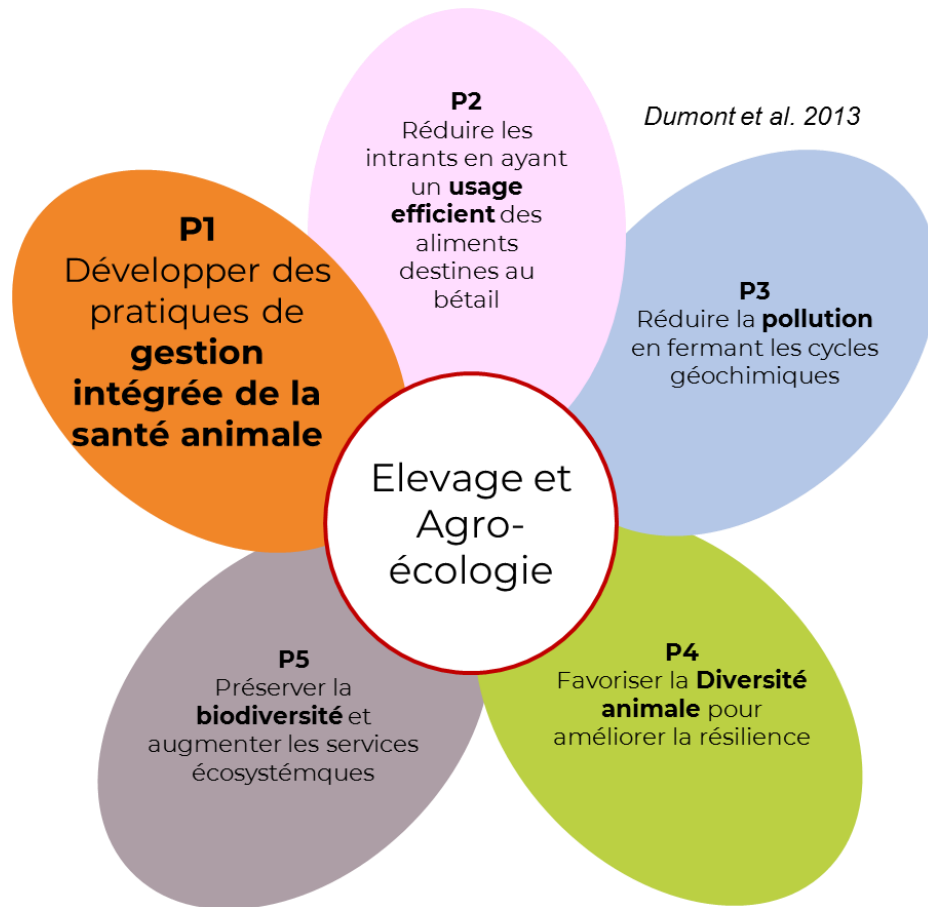 P2
Réduire les
intrants en ayant
un usage
efficient des
aliments
destines au
bétail
Dumont et al. 2013
P1
Développer des
pratiques de
gestion
intégrée de la
santé animale
P3
Réduire la pollution
en fermant les cycles
géochimiques
Elevage et
Agro-
écologie
P5
Préserver la
biodiversité et
augmenter les services
écosystémques
P4
Favoriser la Diversité
animale pour
améliorer la résilience